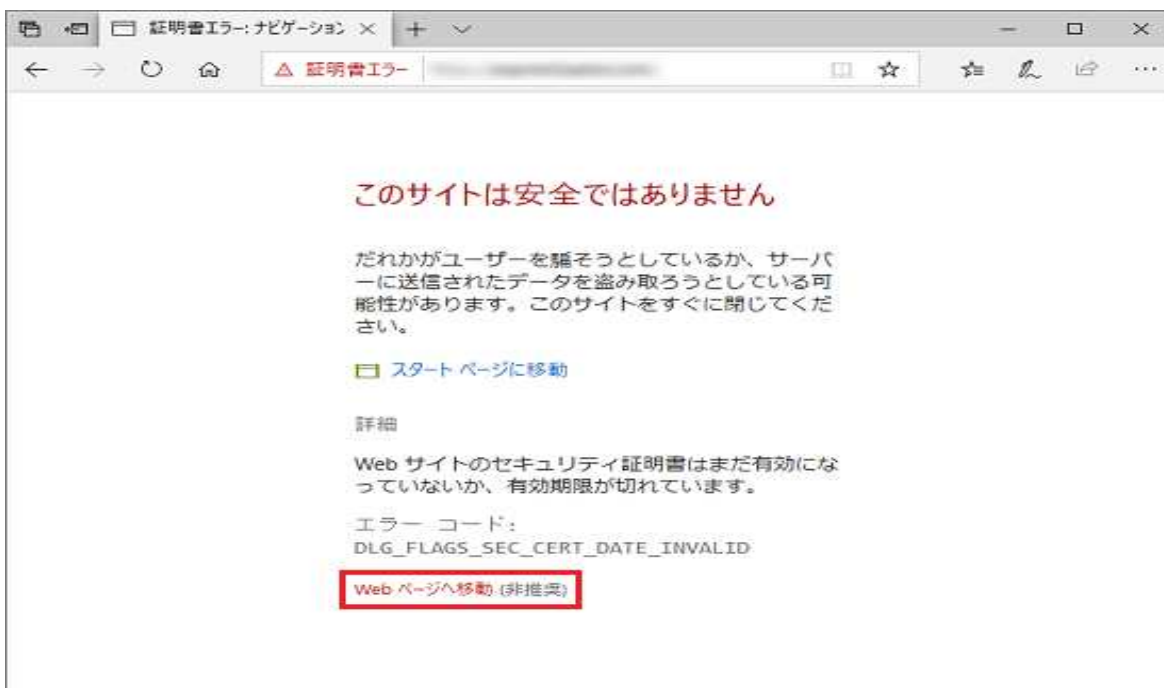 証明書エラー: ナビゲーション
証明書エラー
このサイトは安全ではありません
だれかがユーザーを騙そうとしているか、サーバ
ーに送信されたデータを盗み取ろうとしている可
能性があります。このサイトをすぐに閉じてくだ
さい。
スタート ページに移動
詳細
Web サイトのセキュリティ証明書はまだ有効にな
っていないか、有効期限が切れています。
エラー コード:
DLG_FLAGS_SEC_CERT_DATE_INVALID
Web ページへ移動 (非推奨)